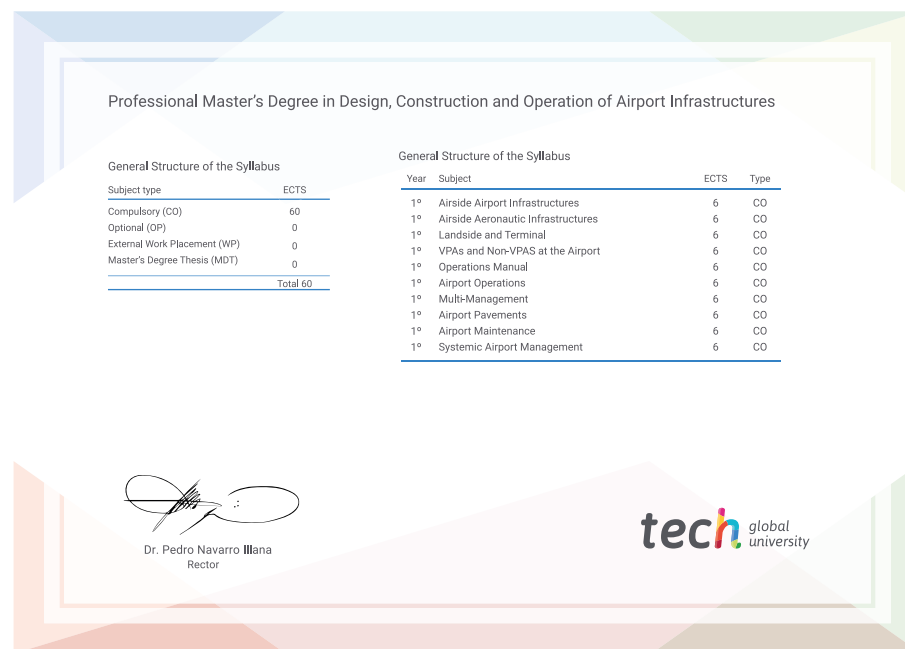 Professional Master's Degree in Design, Construction and Operation of Airport Infrastructures
General Structure of the Syllabus
Subject type ECTS
Compulsory (CO) 60
Optional (OP) 0
External Work Placement (WP) 0
Master's Degree Thesis (MDT) 0
Total 60
General Structure of the Syllabus
Year Subject ECTS Type
1º Airside Airport Infrastructures 6 CO
1º Airside Aeronautic Infrastructures 6 CO
1º Landside and Terminal 6 CO
1º VPAs and Non-VPAS at the Airport 6 CO
1º Operations Manual 6 CO
1º Airport Operations 6 CO
1º Multi-Management 6 CO
1º Airport Pavements 6 CO
1º Airport Maintenance 6 CO
1º Systemic Airport Management 6 CO
Dr. Pedro Navarro Illana
Rector
tech global
university